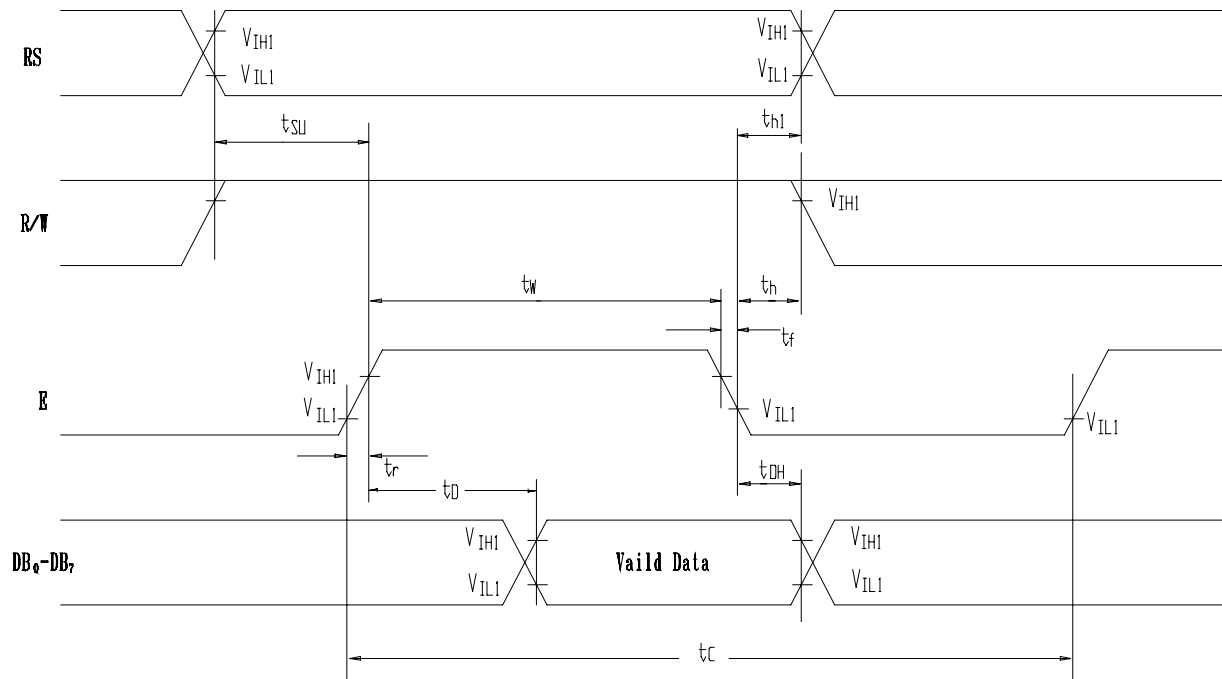 VIH1
VIH1
RS
VIL1
VIL1
tSU
th1
R/W
VIH1
tW
th
tf
VIH1
E
VIL1
VIL1
VIL1
tr
tD
tDH
VIH1
VIH1
DB0-DB7
Vaild Data
VIL1
VIL1
tC